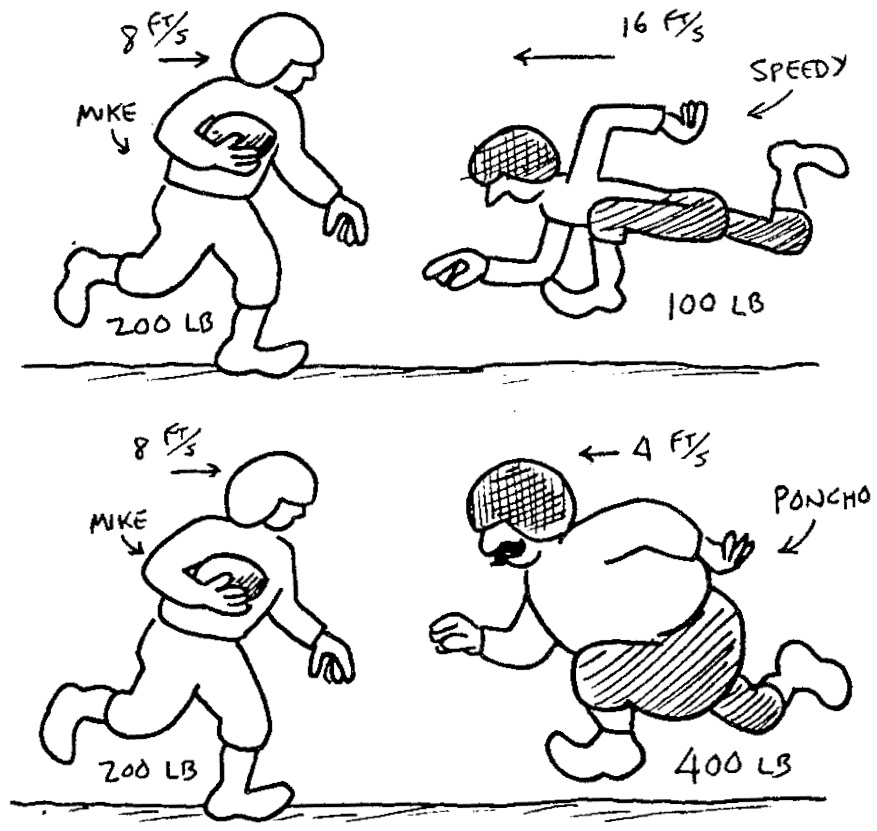 8 FT/S
16 FT/S
SPEEDY
MIKE
200 LB
100 LB
8 FT/S
4 FT/S
MIKE
PONCHO
200 LB
400 LB